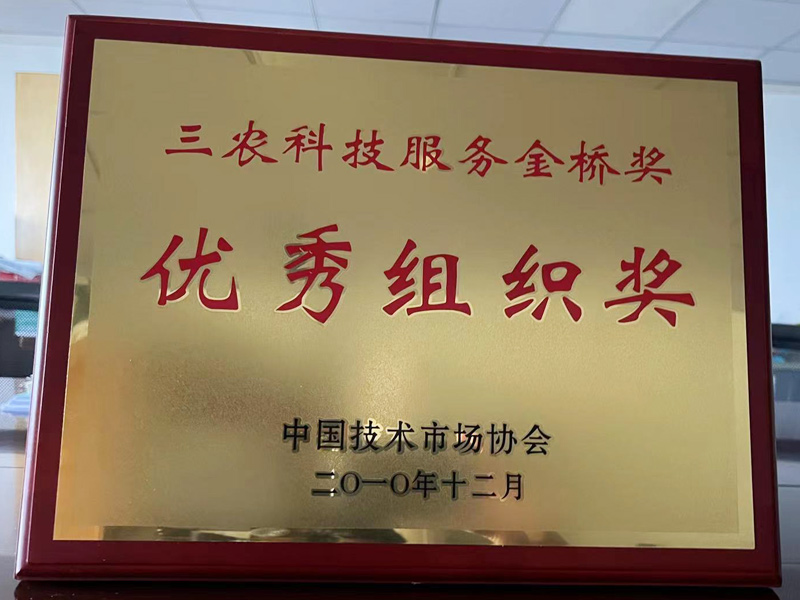 三农科技服务金桥奖
优秀组织奖
中国技术市场协会
二〇一〇年十二月